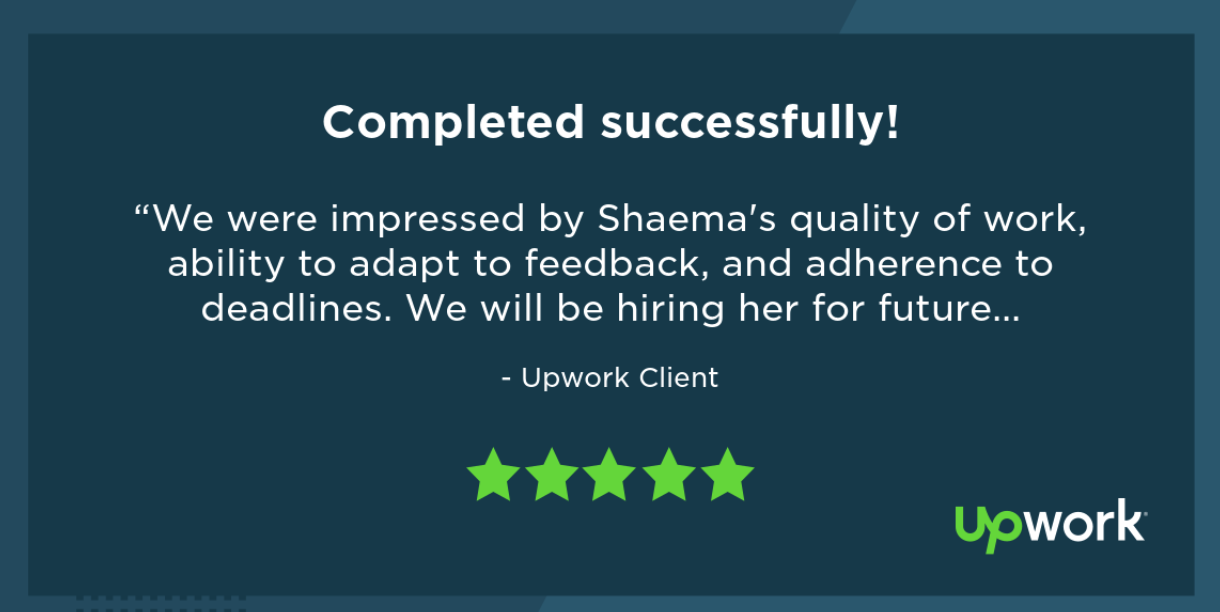 Completed successfully!
“We were impressed by Shaema's quality of work,
ability to adapt to feedback, and adherence to
deadlines. We will be hiring her for future...
- Upwork Client
upwork